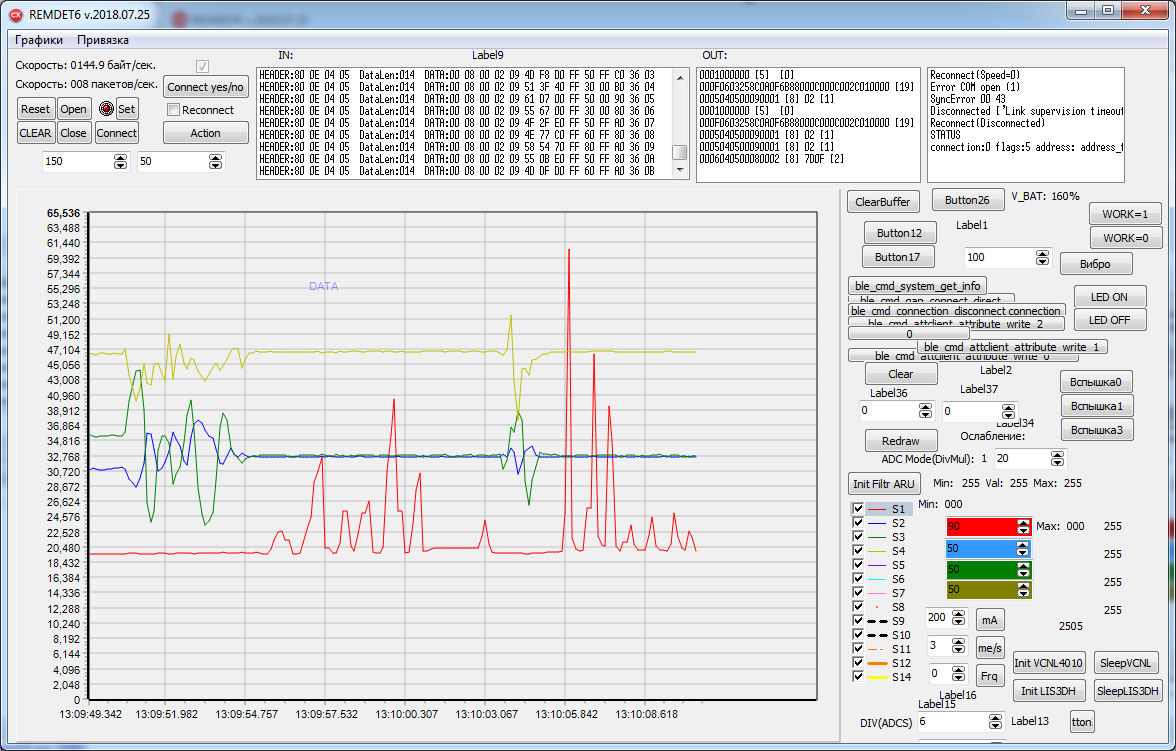 REMDET6 v.2018.07.25
Графики Привязка
Скорость: 0144.9 байт/сек.
Скорость: 008 пакетов/сек.
Connect yes/no
Reset Open Set
Reconnect
CLEAR Close Connect
Action
150 50
IN:
Label9
HEADER:80 0E 04 05 DataLen:014 DATA:00 08 00 02 09 4D F8 D0 FF 50 FF C0 36 03
HEADER:80 0E 04 05 DataLen:014 DATA:00 08 00 02 09 51 3F 40 FF 30 00 B0 36 04
HEADER:80 0E 04 05 DataLen:014 DATA:00 08 00 02 09 61 D7 00 FF 50 00 90 36 05
HEADER:80 0E 04 05 DataLen:014 DATA:00 08 00 02 09 55 67 D0 FF 30 00 80 36 06
HEADER:80 0E 04 05 DataLen:014 DATA:00 08 00 02 09 4F 2E E0 FF 50 FF A0 36 07
HEADER:80 0E 04 05 DataLen:014 DATA:00 08 00 02 09 4E 77 C0 FF 60 FF 80 36 08
HEADER:80 0E 04 05 DataLen:014 DATA:00 08 00 02 09 58 54 70 FF 80 FF A0 36 09
HEADER:80 0E 04 05 DataLen:014 DATA:00 08 00 02 09 55 0B E0 FF 50 FF 80 36 0A
HEADER:80 0E 04 05 DataLen:014 DATA:00 08 00 02 09 4D DF D0 FF 60 FF A0 36 0B
OUT:
0001000000 [5] [0]
000F0603258CDA0F6B88000C000C002C010000 [19]
0005040500090001 [8] 02 [1]
0001000000 [5] [0]
000F0603258CDA0F6B88000C000C002C010000 [19]
0005040500090001 [8] 02 [1]
0005040500090001 [8] 02 [1]
0006040500080002 [8] 7D0F [2]
Reconnect(Speed=0)
Error COM open (1)
SyncError 00 43
Disconnected ['Link supervision timeout
Reconnect(Disconnected)
STATUS
connection:0 flags:5 address:
65,536
63,488
61,440
59,392
57,344
55,296
53,248
51,200
49,152
47,104
45,056
43,008
40,960
38,912
36,864
34,816
32,768
30,720
28,672
26,624
24,576
22,528
20,480
18,432
16,384
14,336
12,288
10,240
8,192
6,144
4,096
2,048
0
DATA
13:09:49.342 13:09:51.982 13:09:54.757 13:09:57.532 13:10:00.307 13:10:03.067 13:10:05.842 13:10:08.618
ClearBuffer Button26 V_BAT: 160%
WORK=1
Button12 Label1
WORK=0
Button17 100 Вибро
ble_cmd_system_get_info
ble_cmd_gap_connect_direct
LED ON
ble_cmd_connection_disconnect connection
ble_cmd_attclient_attribute_write_2
LED OFF
0
ble_cmd_attclient_attribute_write_1
ble_cmd_attclient_attribute_write_0
Clear Label2
Вспышка0
Label36 Label37
0 0 Вспышка1
Label34
Вспышка3
Redraw Ослабление:
ADC Mode(DivMul): 1 20
Init Filtr ARU Min: 255 Val: 255 Max: 255
Min: 000
S1
S2
S3
S4
S5
S6
S7
S8
S9
S10
S11
S12
S14
90 Max: 000 255
50 255
50 255
50 255
200 mA
2505
3 me/s
0 Frq
Init VCNL4010 SleepVCNL
Init LIS3DH SleepLIS3DH
Label16
Label15
DIV(ADCS) 6 Label13 tton